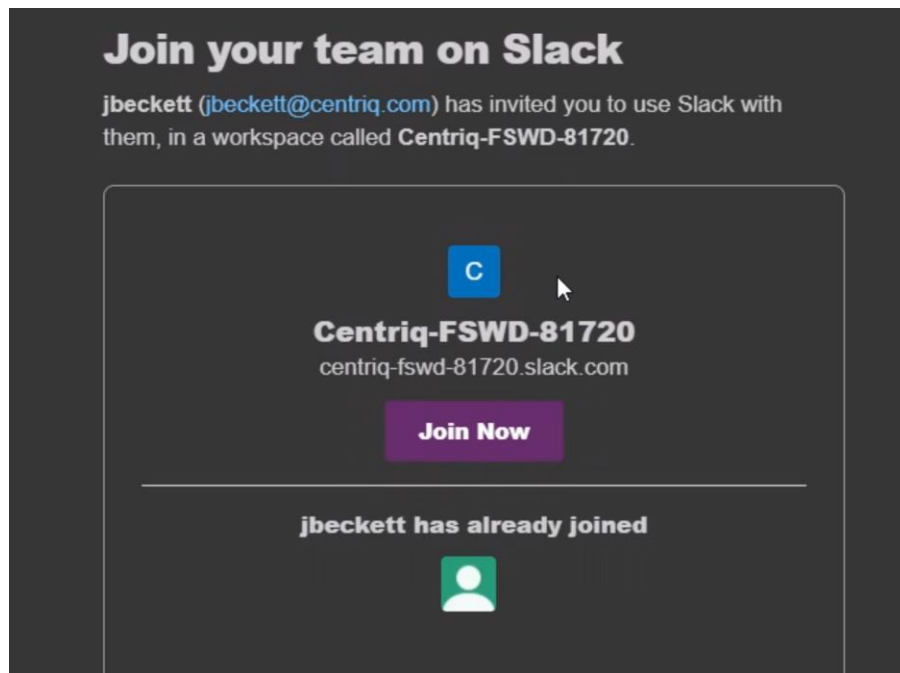 Join your team on Slack
jbeckett (jbeckett@centriq.com) has invited you to use Slack with
them, in a workspace called Centriq-FSWD-81720.
C
Centriq-FSWD-81720
centriq-fswd-81720.slack.com
Join Now
jbeckett has already joined